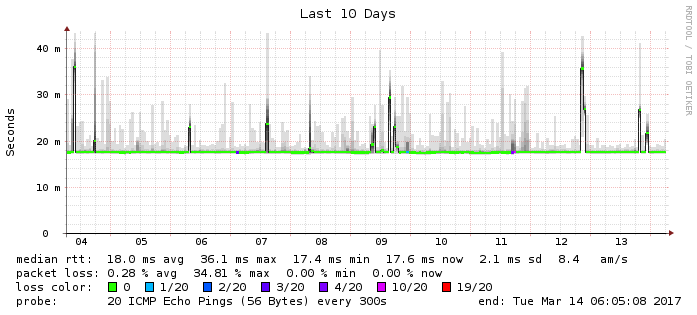 Last 10 Days
RRDTOOL / TOBI OETIKER
Seconds
40 m
30 m
20 m
10 m
0
04 05 06 07 08 09 10 11 12 13
median rtt: 18.0 ms avg 36.1 ms max 17.4 ms min 17.6 ms now 2.1 ms sd 8.4 am/s
packet loss: 0.28 % avg 34.81 % max 0.00 % min 0.00 % now
loss color: 0 1/20 2/20 3/20 4/20 10/20 19/20
probe: 20 ICMP Echo Pings (56 Bytes) every 300s end: Tue Mar 14 06:05:08 2017